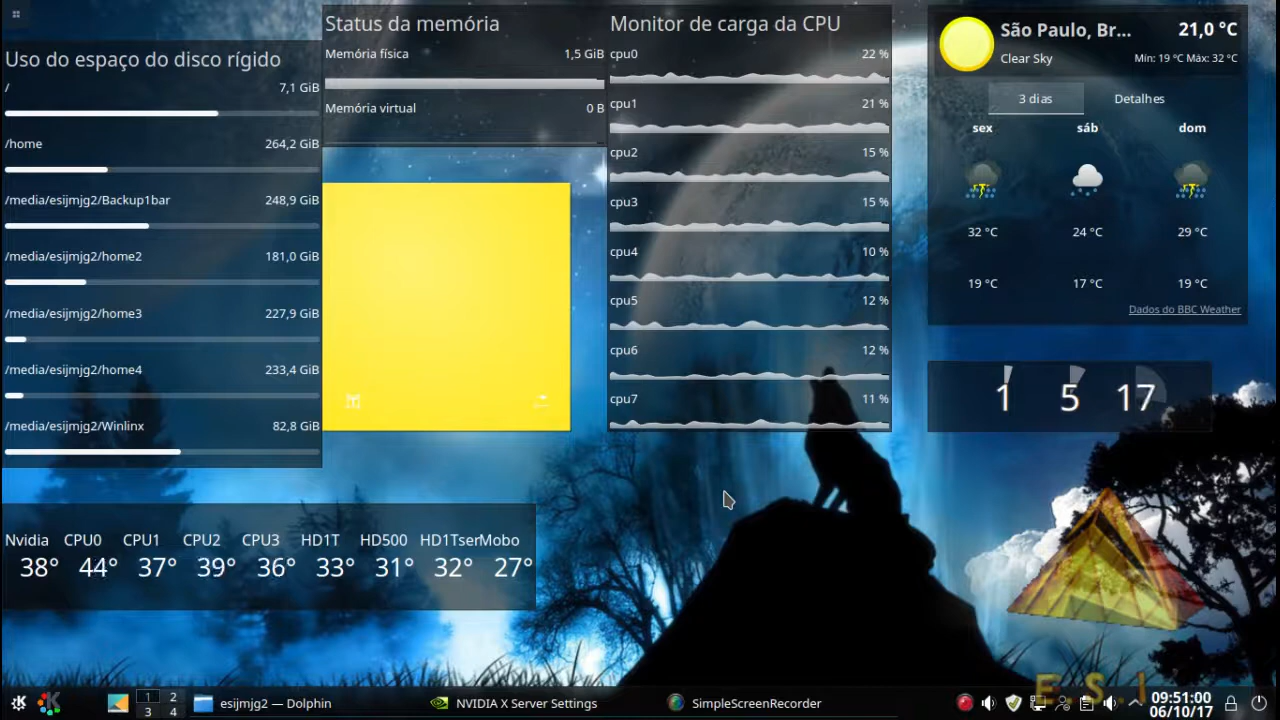 Uso do espaço do disco rígido
/ 7,1 GiB
/home 264,2 GiB
/media/esijmjg2/Backup1bar 248,9 GiB
/media/esijmjg2/home2 181,0 GiB
/media/esijmjg2/home3 227,9 GiB
/media/esijmjg2/home4 233,4 GiB
/media/esijmjg2/Winlinx 82,8 GiB
Status da memória
Memória física 1,5 GiB
Memória virtual 0 B
Monitor de carga da CPU
cpu0 22 %
cpu1 21 %
cpu2 15 %
cpu3 15 %
cpu4 10 %
cpu5 12 %
cpu6 12 %
cpu7 11 %
São Paulo, Br... 21,0 °C
Clear Sky Mín: 19 °C Máx: 32 °C
3 dias Detalhes
sex sáb dom
32 °C 24 °C 29 °C
19 °C 17 °C 19 °C
Dados do BBC Weather
1 5 17
Nvidia CPU0 CPU1 CPU2 CPU3 HD1T HD500 HD1TserMobo
38° 44° 37° 39° 36° 33° 31° 32° 27°
E.S.I
1 2
3 4
esijmjg2 — Dolphin
NVIDIA X Server Settings
SimpleScreenRecorder
09:51:00
06/10/17